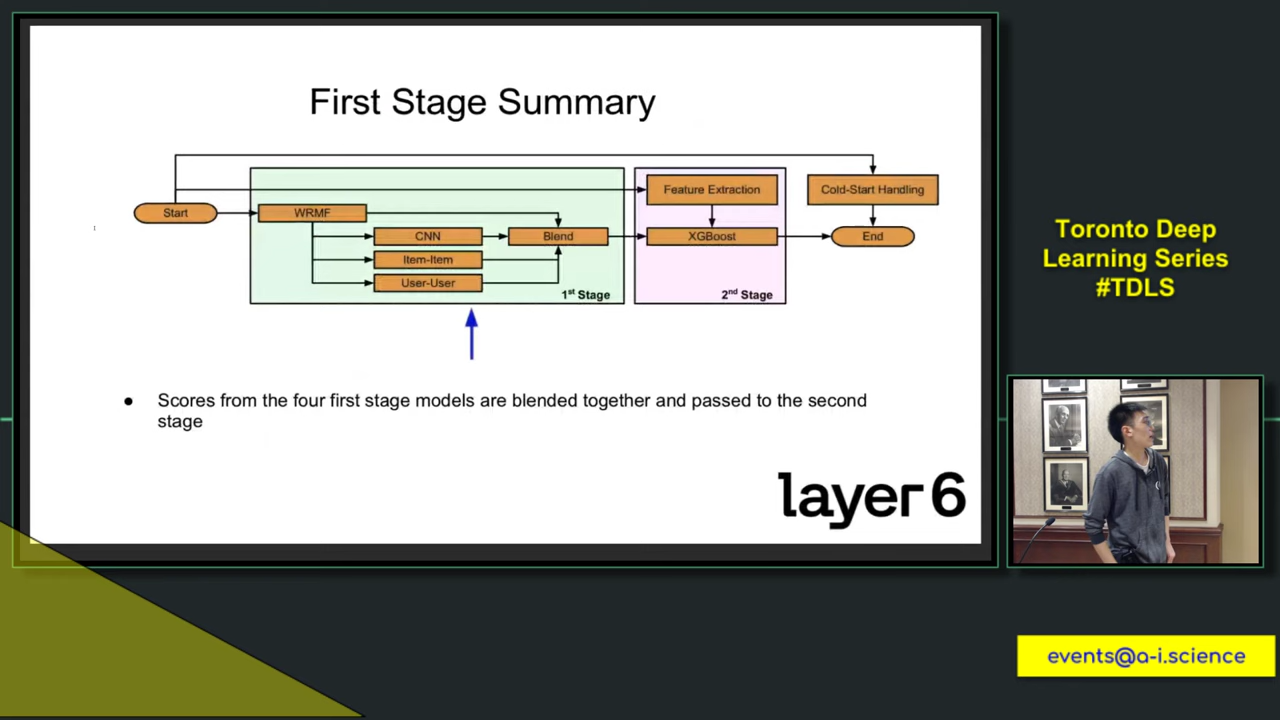 First Stage Summary
Start
WRMF
CNN
Item-Item
User-User
Blend
1st Stage
Feature Extraction
XGBoost
2nd Stage
Cold-Start Handling
End
● Scores from the four first stage models are blended together and passed to the second
stage
layer 6
Toronto Deep
Learning Series
#TDLS
events@a-i.science